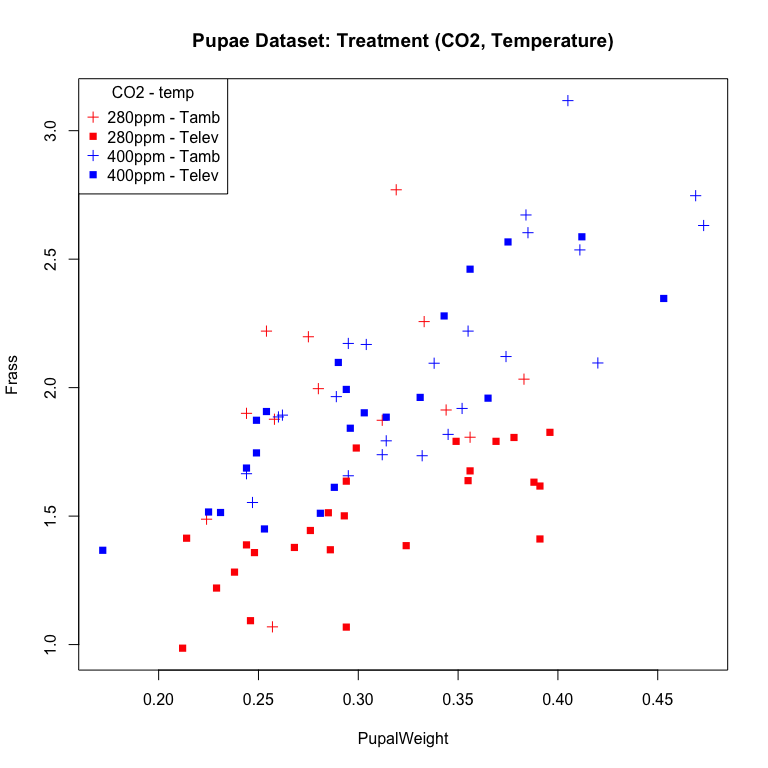 Pupae Dataset: Treatment (CO2, Temperature)
CO2 - temp
280ppm - Tamb
280ppm - Telev
400ppm - Tamb
400ppm - Telev
Frass
3.0
2.5
2.0
1.5
1.0
0.20 0.25 0.30 0.35 0.40 0.45
PupalWeight